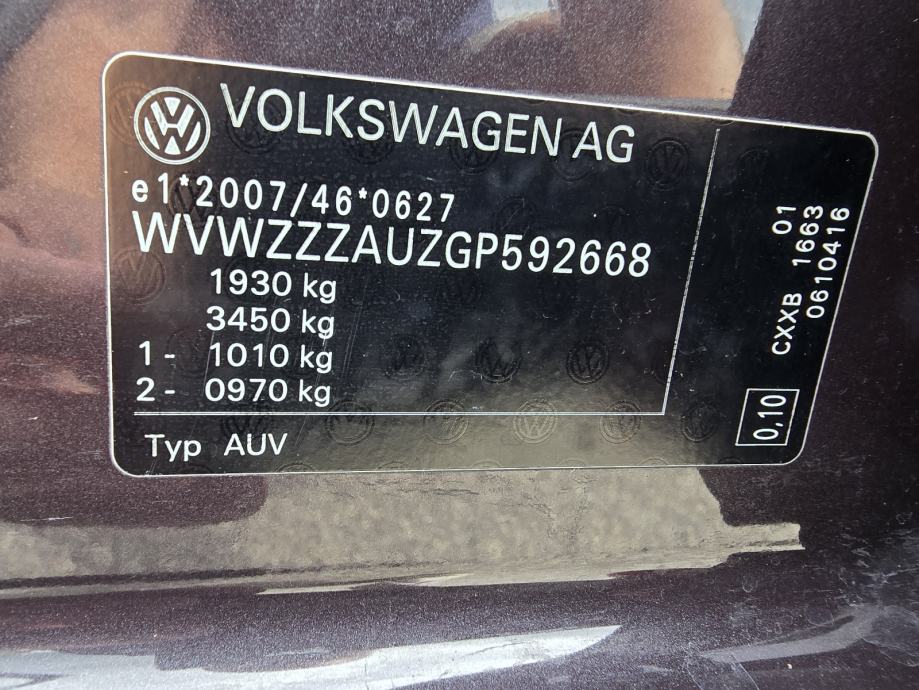 VOLKSWAGEN AG
e1*2007/46*0627
WVWZZZAUZGP592668
1930 kg
3450 kg
1- 1010 kg
2- 0970 kg
Typ AUV
01
CXXB 1663
0610416
0,10